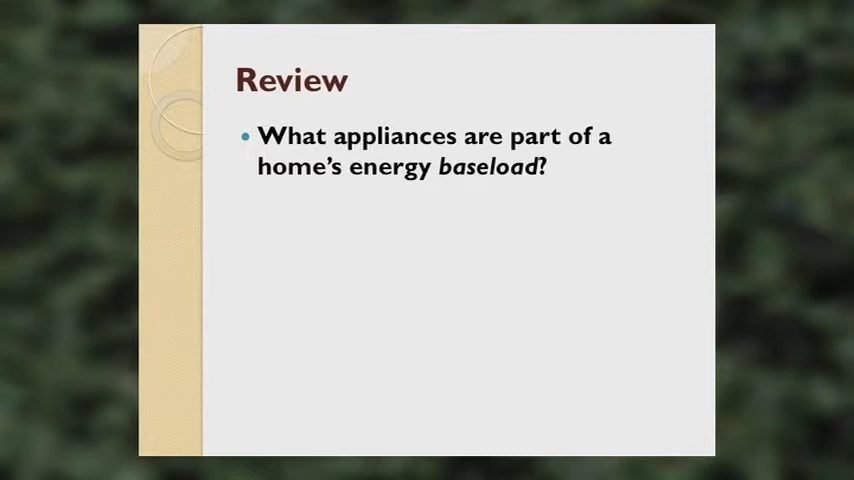 Review
• What appliances are part of a
home's energy baseload?